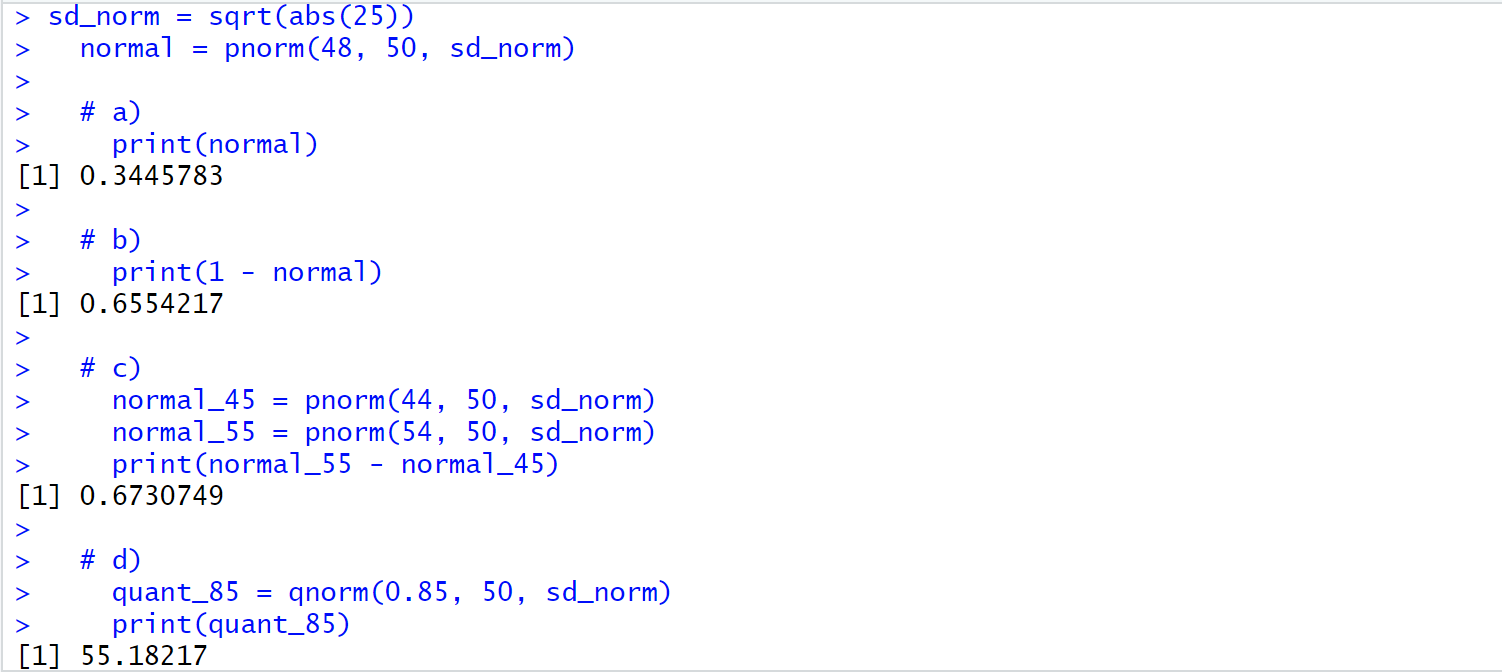 > sd_norm = sqrt(abs(25))
>   normal = pnorm(48, 50, sd_norm)
>
>   # a)
>     print(normal)
[1] 0.3445783
>
>   # b)
>     print(1 - normal)
[1] 0.6554217
>
>   # c)
>     normal_45 = pnorm(44, 50, sd_norm)
>     normal_55 = pnorm(54, 50, sd_norm)
>     print(normal_55 - normal_45)
[1] 0.6730749
>
>   # d)
>     quant_85 = qnorm(0.85, 50, sd_norm)
>     print(quant_85)
[1] 55.18217